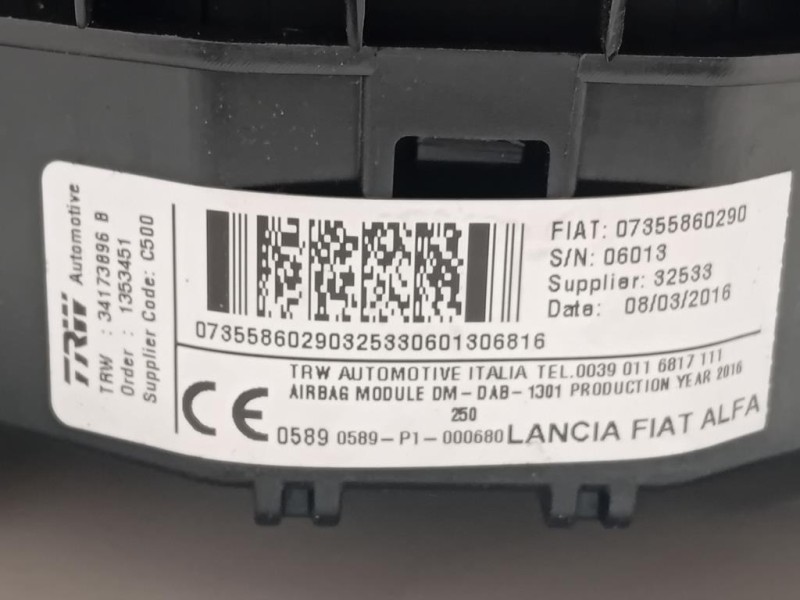 TRW Automotive
TRW : 34173896 B
Order : 1353451
Supplier Code: C500
FIAT: 07355860290
S/N: 06013
Supplier: 32533
Date: 08/03/2016
07355860290325330601306816
TRW AUTOMOTIVE ITALIA TEL.0039 011 6817 111
AIRBAG MODULE DM-DAB-1301 PRODUCTION YEAR 2016
250
CE 0589 0589-P1-000680 LANCIA FIAT ALFA